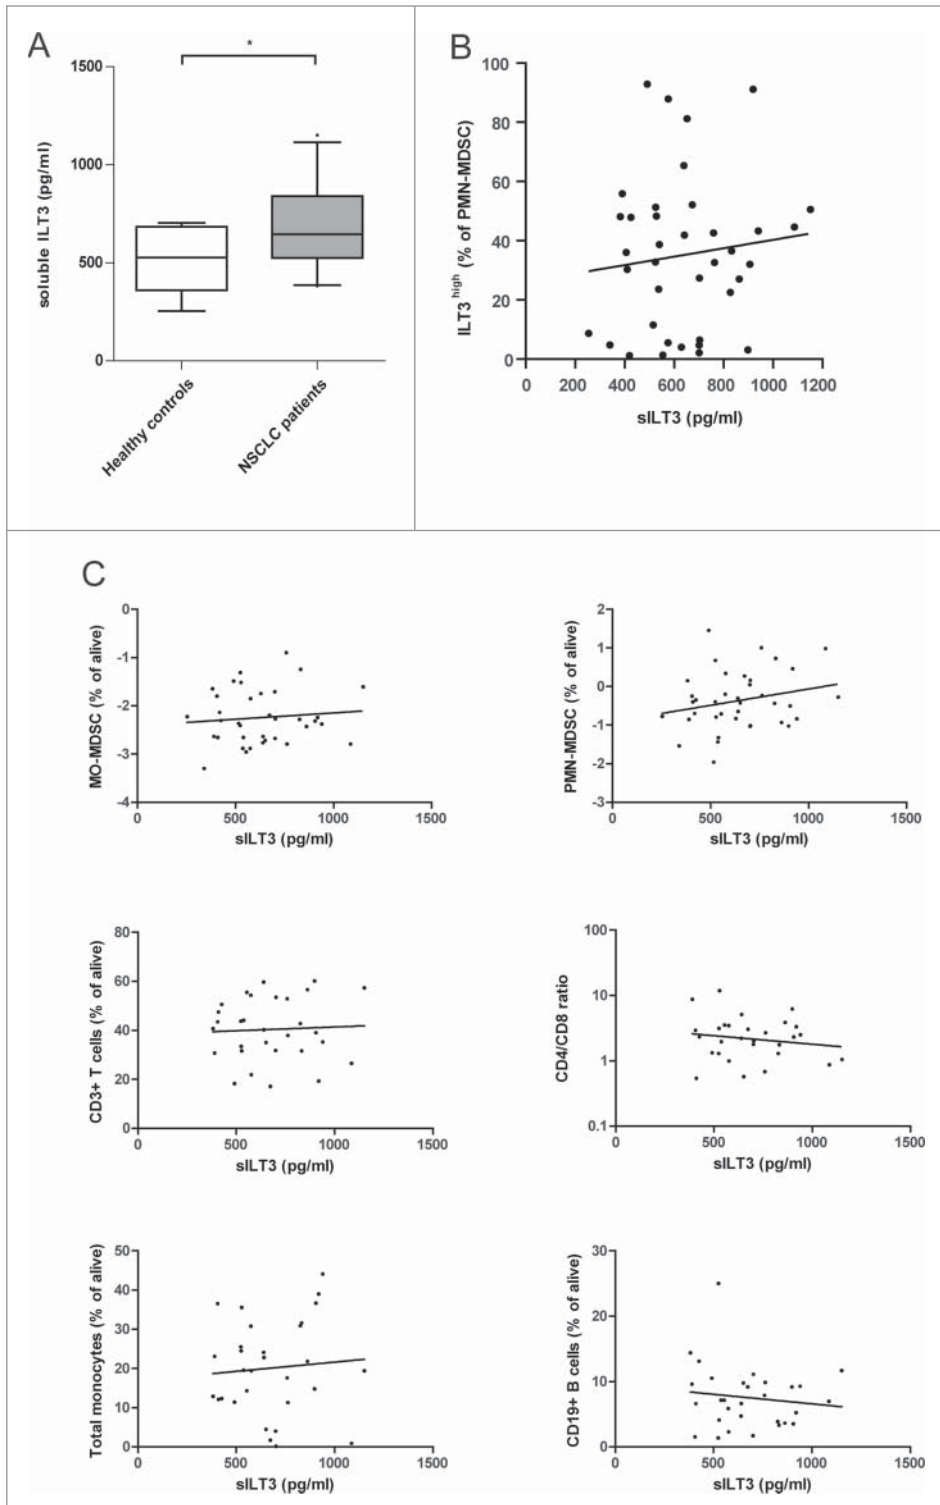 A
*
1500
1000
500
0
soluble ILT3 (pg/ml)
Healthy controls
NSCLC patients
B
100
80
60
40
20
0
ILT3 high (% of PMN-MDSC)
0 200 400 600 800 1000 1200
sILT3 (pg/ml)
C
0
-1
-2
-3
-4
MO-MDSC (% of alive)
0 500 1000 1500
sILT3 (pg/ml)
2
1
0
-1
-2
-3
PMN-MDSC (% of alive)
500 1000 1500
sILT3 (pg/ml)
80
60
40
20
0
CD3+ T cells (% of alive)
0 500 1000 1500
sILT3 (pg/ml)
100
10
1
0.1
CD4/CD8 ratio
0 500 1000 1500
sILT3 (pg/ml)
50
40
30
20
10
0
Total monocytes (% of alive)
0 500 1000 1500
sILT3 (pg/ml)
30
20
10
0
CD19+ B cells (% of alive)
0 500 1000 1500
sILT3 (pg/ml)